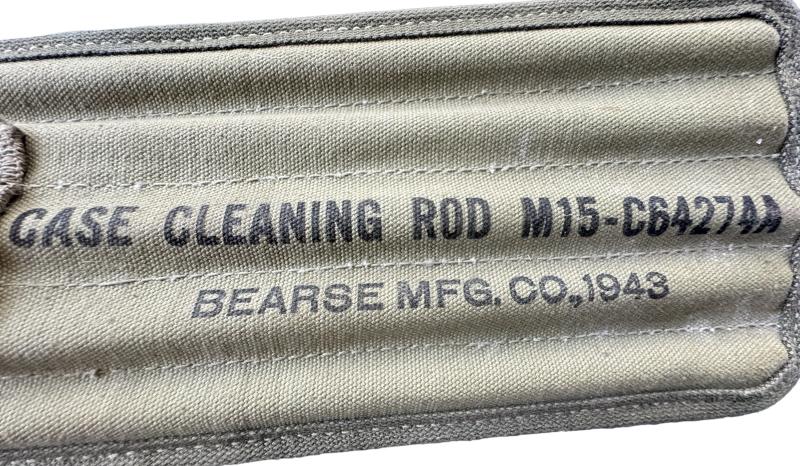 CASE CLEANING ROD M15-C64274A
BEARSE MFG. CO., 1943